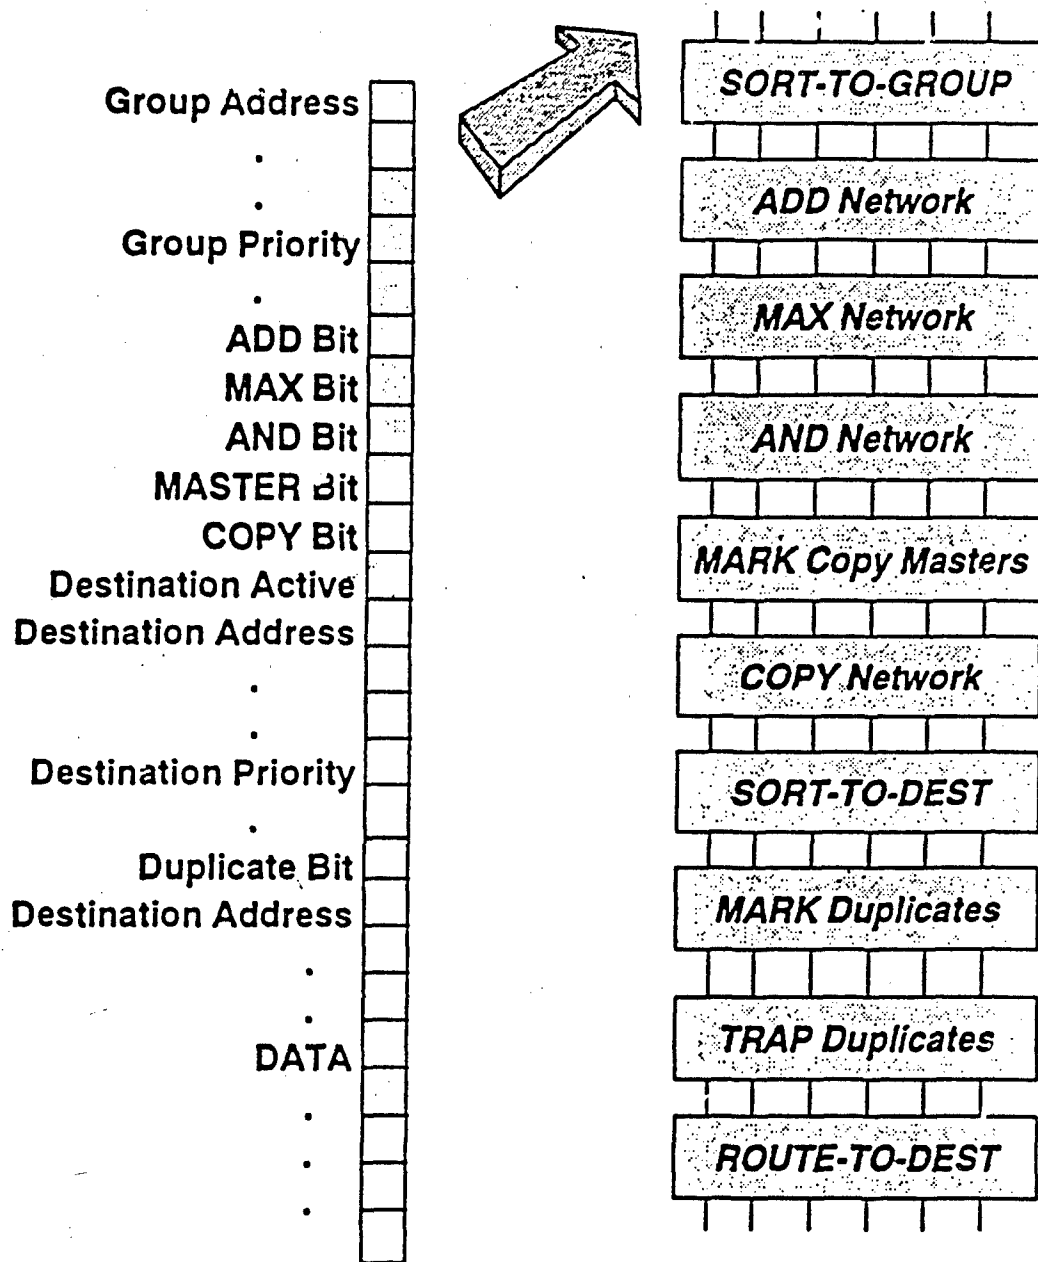 Group Address
.
.
Group Priority
.
ADD Bit
MAX Bit
AND Bit
MASTER Bit
COPY Bit
Destination Active
Destination Address
.
.
Destination Priority
.
Duplicate Bit
Destination Address
.
.
DATA
.
.
.
SORT-TO-GROUP
ADD Network
MAX Network
AND Network
MARK Copy Masters
COPY Network
SORT-TO-DEST
MARK Duplicates
TRAP Duplicates
ROUTE-TO-DEST